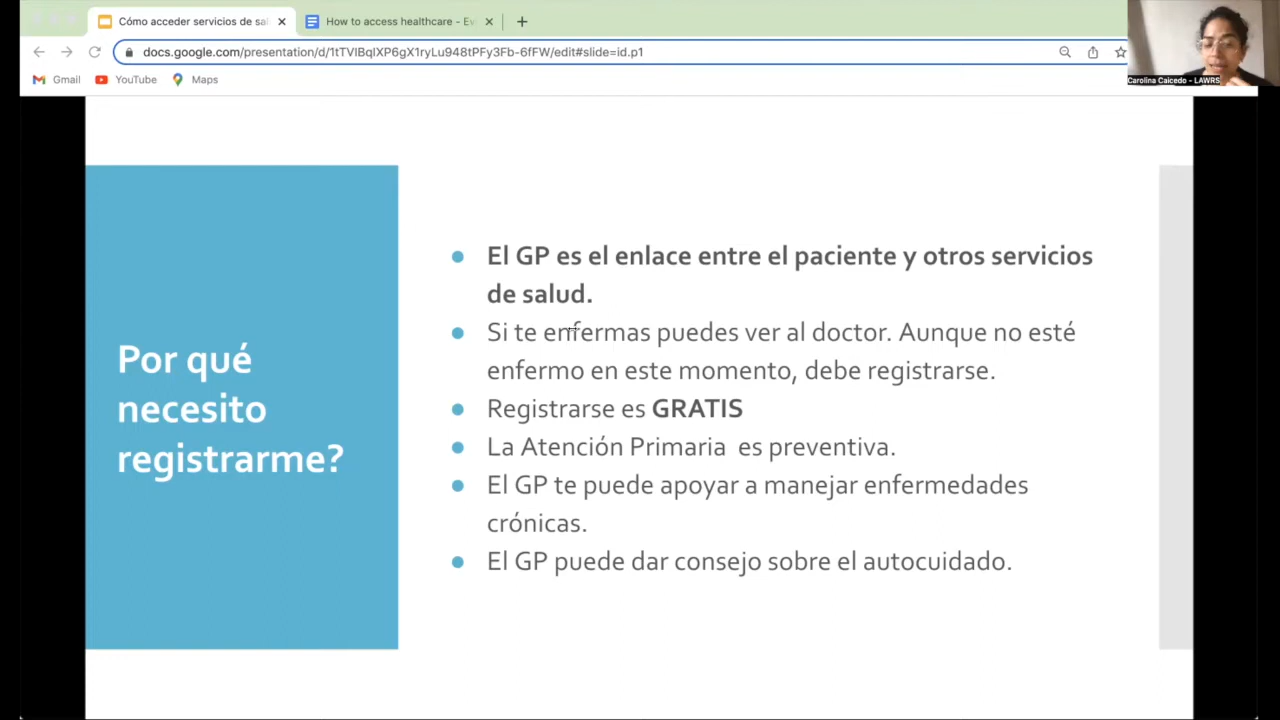 Cómo acceder servicios de sa
How to access healthcare - Ev
docs.google.com/presentation/d/1tTVIBqlXP6gX1ryLu948tPFy3Fb-6fFW/edit#slide=id.p1
Gmail
YouTube
Maps
Carolina Caicedo - LAWRS
Por qué
necesito
registrarme?
El GP es el enlace entre el paciente y otros servicios
de salud.
Si te enfermas puedes ver al doctor. Aunque no esté
enfermo en este momento, debe registrarse.
Registrarse es GRATIS
La Atención Primaria es preventiva.
El GP te puede apoyar a manejar enfermedades
crónicas.
El GP puede dar consejo sobre el autocuidado.